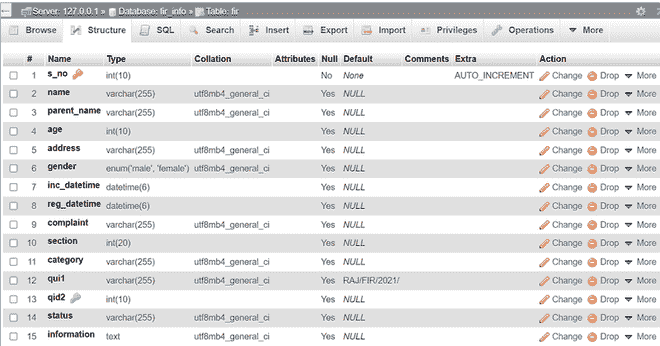 Server: 127.0.0.1 » Database: fir_info » Table: fir
Browse Structure SQL Search Insert Export Import Privileges Operations More
# Name Type Collation Attributes Null Default Comments Extra Action
1 s_no int(10) No None AUTO_INCREMENT Change Drop More
2 name varchar(255) utf8mb4_general_ci Yes NULL Change Drop More
3 parent_name varchar(255) utf8mb4_general_ci Yes NULL Change Drop More
4 age int(10) Yes NULL Change Drop More
5 address varchar(255) utf8mb4_general_ci Yes NULL Change Drop More
6 gender enum('male', 'female') utf8mb4_general_ci Yes NULL Change Drop More
7 inc_datetime datetime(6) Yes NULL Change Drop More
8 reg_datetime datetime(6) Yes NULL Change Drop More
9 complaint varchar(255) utf8mb4_general_ci Yes NULL Change Drop More
10 section int(20) Yes NULL Change Drop More
11 category varchar(255) utf8mb4_general_ci Yes NULL Change Drop More
12 qui1 varchar(255) utf8mb4_general_ci Yes RAJ/FIR/2021/ Change Drop More
13 qid2 int(10) Yes NULL Change Drop More
14 status varchar(255) utf8mb4_general_ci Yes NULL Change Drop More
15 information text utf8mb4_general_ci Yes NULL Change Drop More